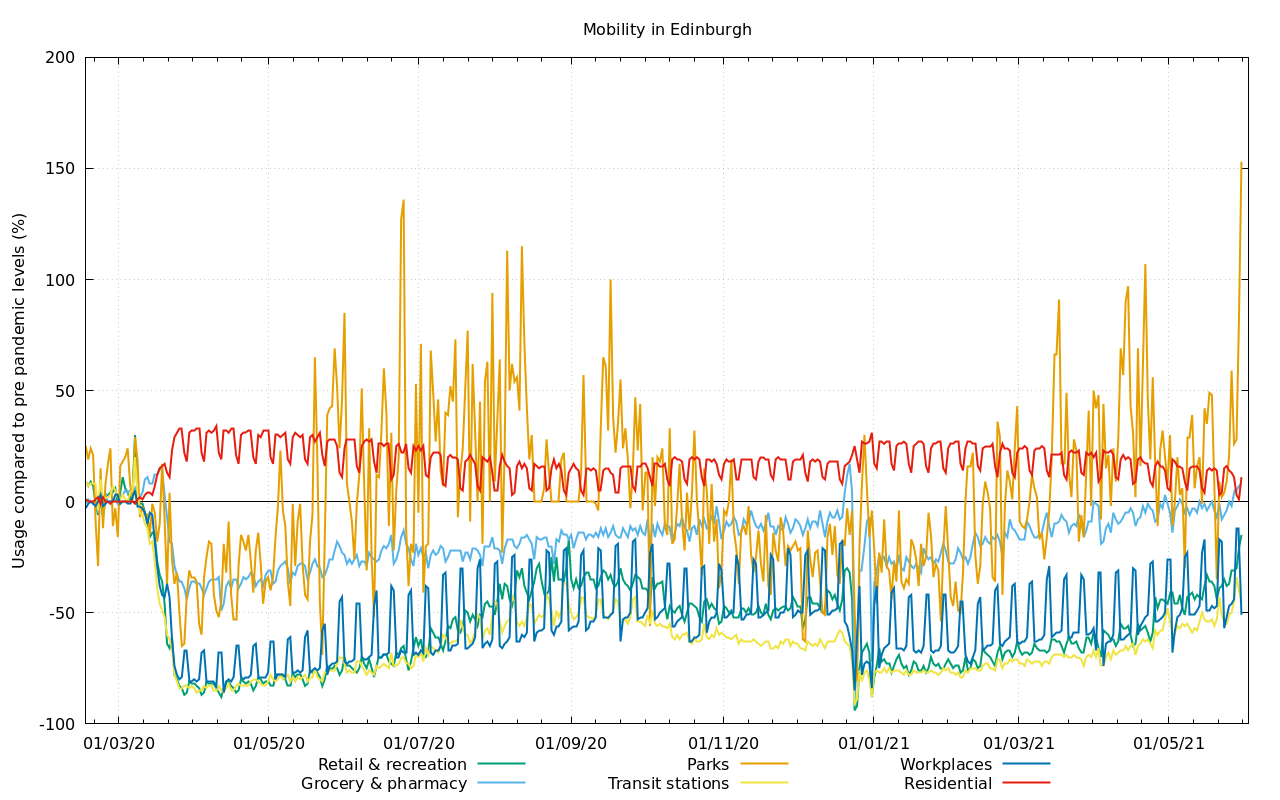 Mobility in Edinburgh
Usage compared to pre pandemic levels (%)
200
150
100
50
0
-50
-100
01/03/20 01/05/20 01/07/20 01/09/20 01/11/20 01/01/21 01/03/21 01/05/21
Retail & recreation Parks Workplaces
Grocery & pharmacy Transit stations Residential